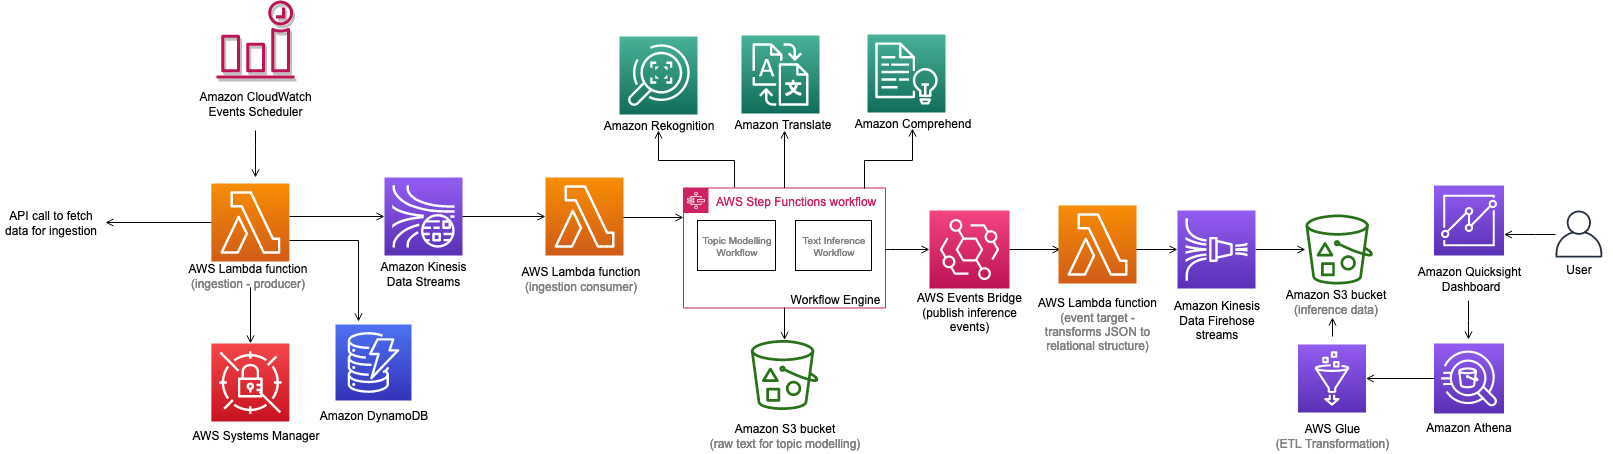 Amazon CloudWatch
Events Scheduler
API call to fetch
data for ingestion
AWS Lambda function
(ingestion - producer)
AWS Systems Manager
Amazon DynamoDB
Amazon Kinesis
Data Streams
AWS Lambda function
(ingestion consumer)
Amazon Rekognition
Amazon Translate
A
文
Amazon Comprehend
AWS Step Functions workflow
Topic Modelling
Workflow
Text Inference
Workflow
Workflow Engine
Amazon S3 bucket
(raw text for topic modelling)
AWS Events Bridge
(publish inference
events)
AWS Lambda function
(event target -
transforms JSON to
relational structure)
Amazon Kinesis
Data Firehose
streams
Amazon S3 bucket
(inference data)
AWS Glue
(ETL Transformation)
Amazon Quicksight
Dashboard
Amazon Athena
User